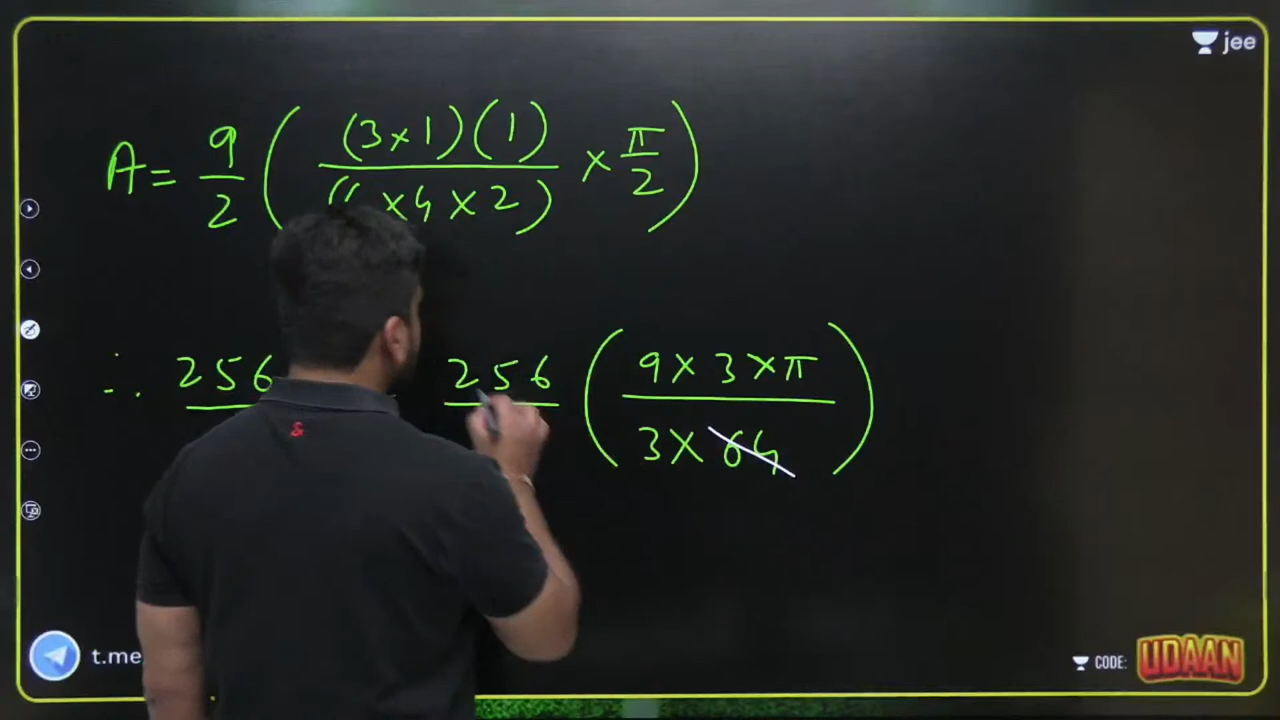 jee
A = 9/2 ( (3×1)(1) / ( ×4×2) × π/2 )
∴ 256 256 ( 9×3×π / 3×64 )
t.me
CODE: UDAAN